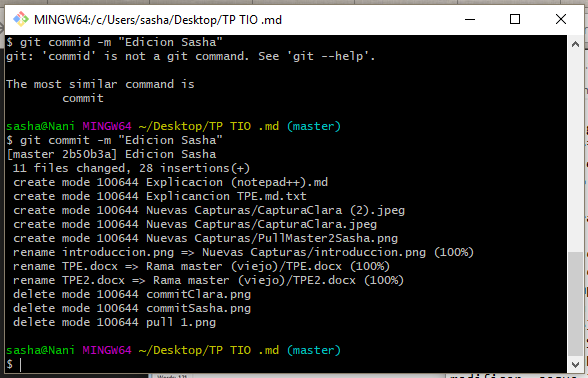 MINGW64:/c/Users/sasha/Desktop/TP TIO .md
$ git commid -m "Edicion Sasha"
git: 'commid' is not a git command. See 'git --help'.
The most similar command is
commit
sasha@Nani MINGW64 ~/Desktop/TP TIO .md (master)
$ git commit -m "Edicion Sasha"
[master 2b50b3a] Edicion Sasha
11 files changed, 28 insertions(+)
create mode 100644 Explicacion (notepad++).md
create mode 100644 Explicancion TPE.md.txt
create mode 100644 Nuevas Capturas/CapturaClara (2).jpeg
create mode 100644 Nuevas Capturas/CapturaClara.jpeg
create mode 100644 Nuevas Capturas/PullMaster2Sasha.png
rename introduccion.png => Nuevas Capturas/introduccion.png (100%)
rename TPE.docx => Rama master (viejo)/TPE.docx (100%)
rename TPE2.docx => Rama master (viejo)/TPE2.docx (100%)
delete mode 100644 commitClara.png
delete mode 100644 commitSasha.png
delete mode 100644 pull 1.png
sasha@Nani MINGW64 ~/Desktop/TP TIO .md (master)
$